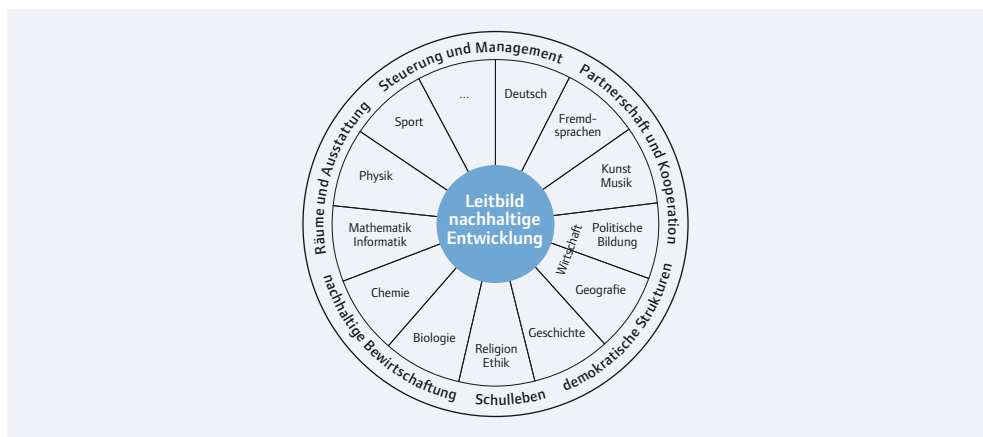 Steuerung und Management
Partnerschaft und Kooperation
demokratische Strukturen
Schulleben
nachhaltige Bewirtschaftung
Räume und Ausstattung
...
Deutsch
Fremd-
sprachen
Kunst
Musik
Politische
Bildung
Wirtschaft
Geografie
Geschichte
Religion
Ethik
Biologie
Chemie
Mathematik
Informatik
Physik
Sport
Leitbild
nachhaltige
Entwicklung